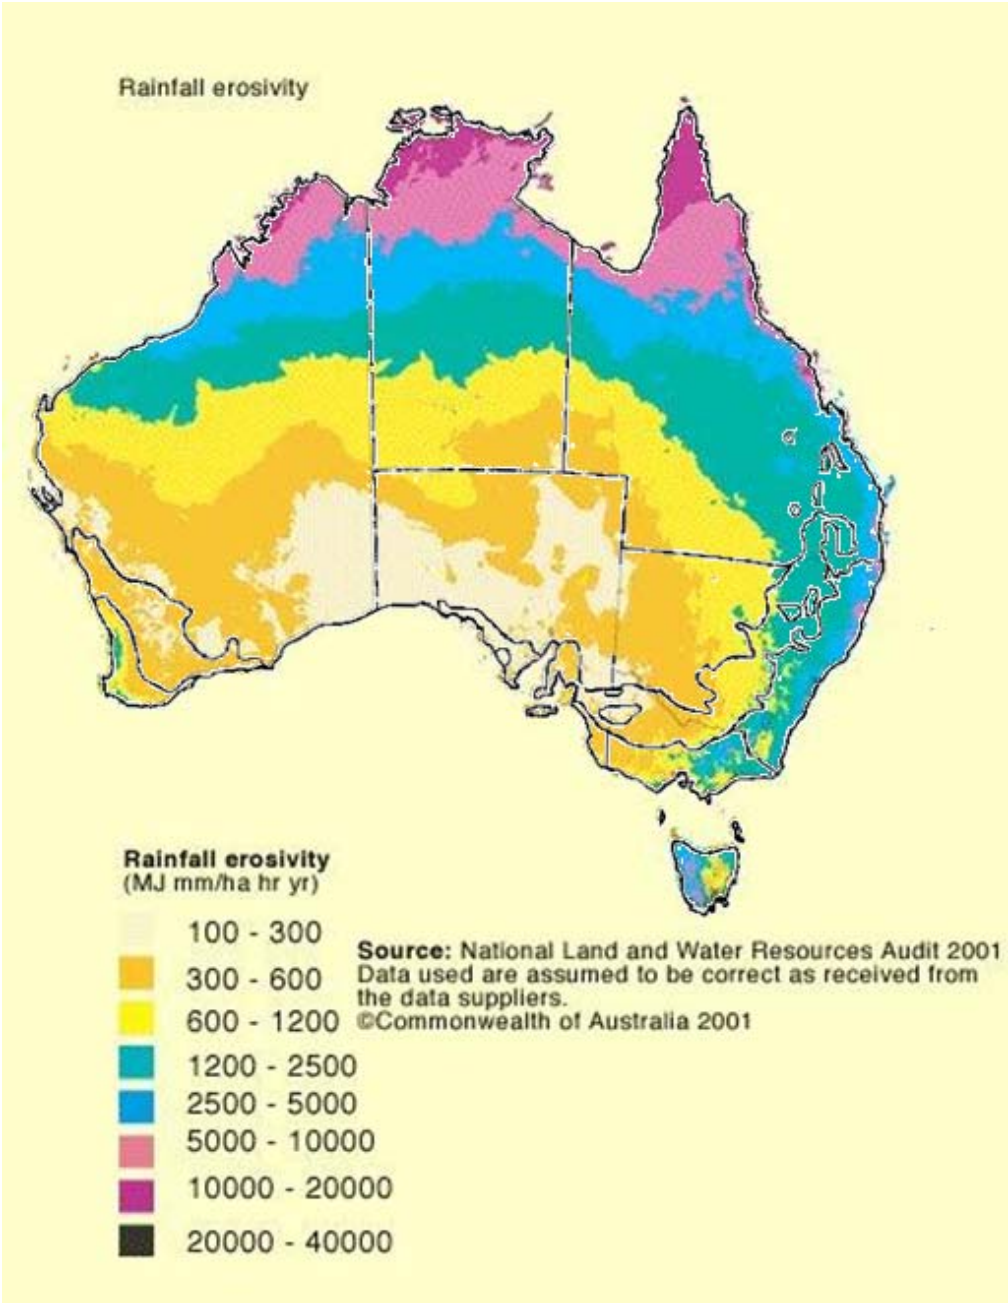 Rainfall erosivity
Rainfall erosivity
(MJ mm/ha hr yr)
100 - 300
300 - 600
600 - 1200
1200 - 2500
2500 - 5000
5000 - 10000
10000 - 20000
20000 - 40000
Source: National Land and Water Resources Audit 2001
Data used are assumed to be correct as received from
the data suppliers.
©Commonwealth of Australia 2001